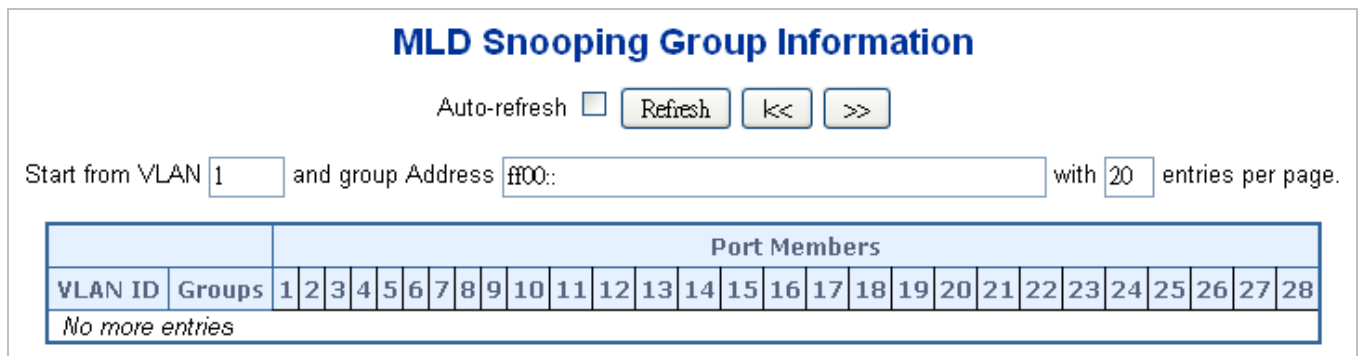 MLD Snooping Group Information
Auto-refresh Refresh |<< >>
Start from VLAN 1 and group Address ff00:: with 20 entries per page.
Port Members
VLAN ID Groups 1 2 3 4 5 6 7 8 9 10 11 12 13 14 15 16 17 18 19 20 21 22 23 24 25 26 27 28
No more entries